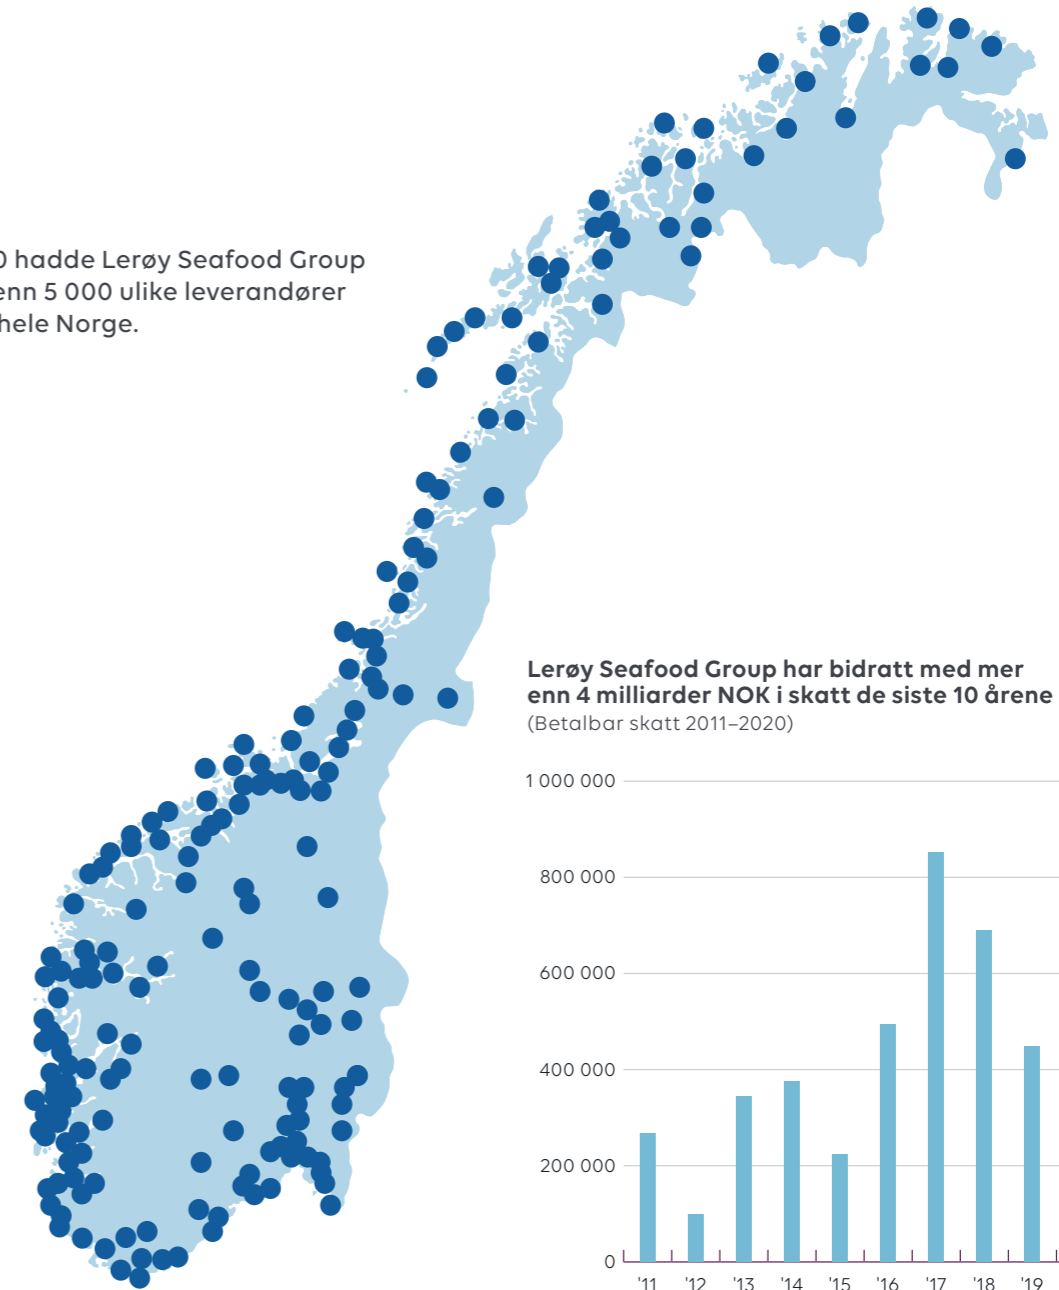 0 hadde Lerøy Seafood Group
enn 5 000 ulike leverandører
hele Norge.
Lerøy Seafood Group har bidratt med mer
enn 4 milliarder NOK i skatt de siste 10 årene
(Betalbar skatt 2011–2020)
1 000 000
800 000
600 000
400 000
200 000
0
'11 '12 '13 '14 '15 '16 '17 '18 '19